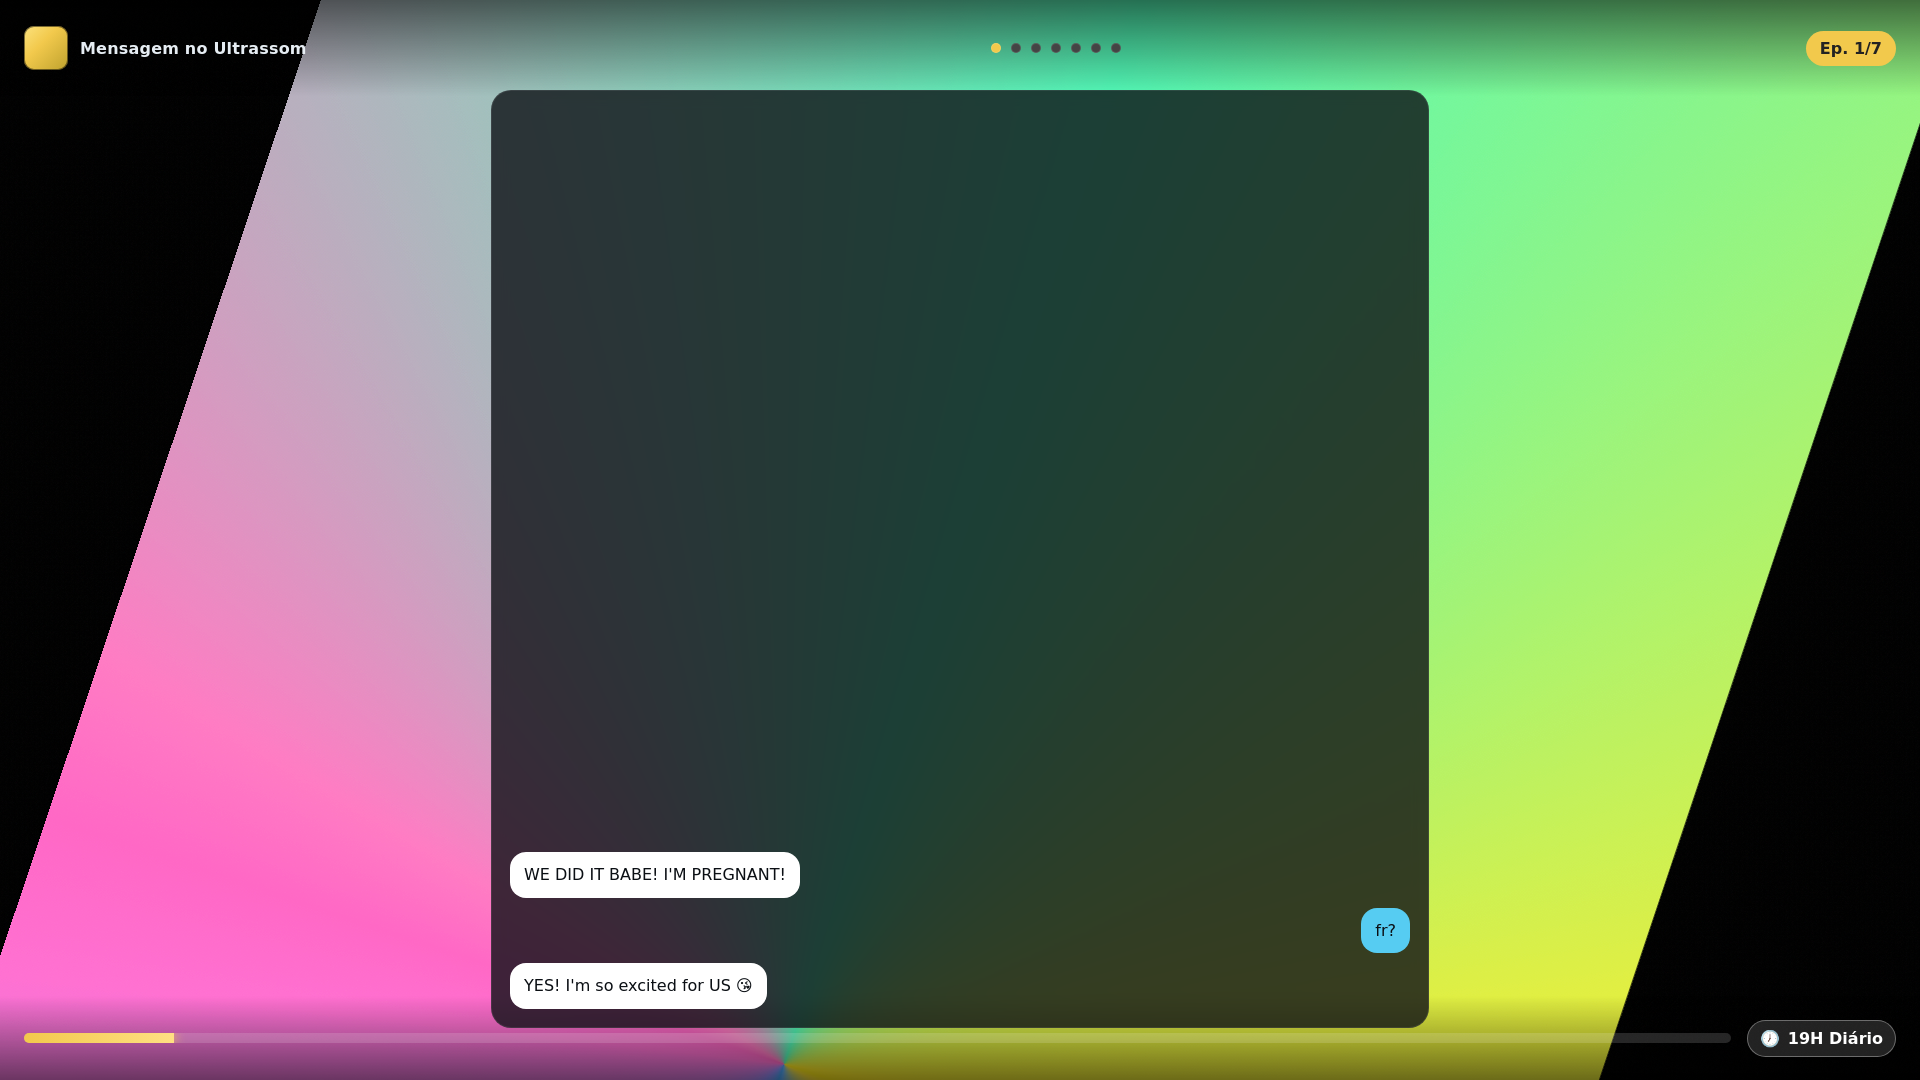 Mensagem no Ultrassom
Ep. 1/7
WE DID IT BABE! I'M PREGNANT!
fr?
YES! I'm so excited for US 😘
🕖 19H Diário